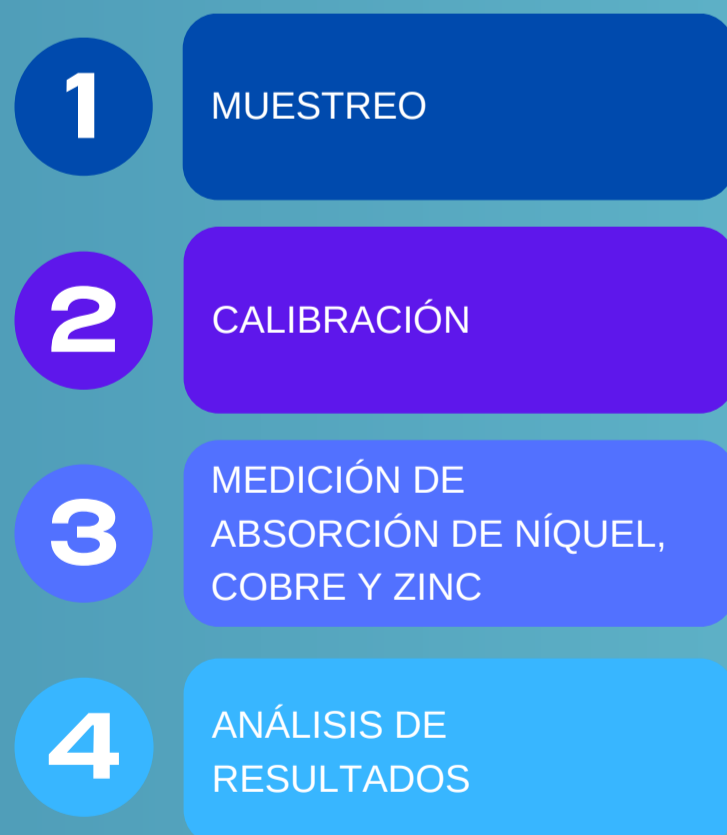 1
MUESTREO
2
CALIBRACIÓN
3
MEDICIÓN DE
ABSORCIÓN DE NÍQUEL,
COBRE Y ZINC
4
ANÁLISIS DE
RESULTADOS